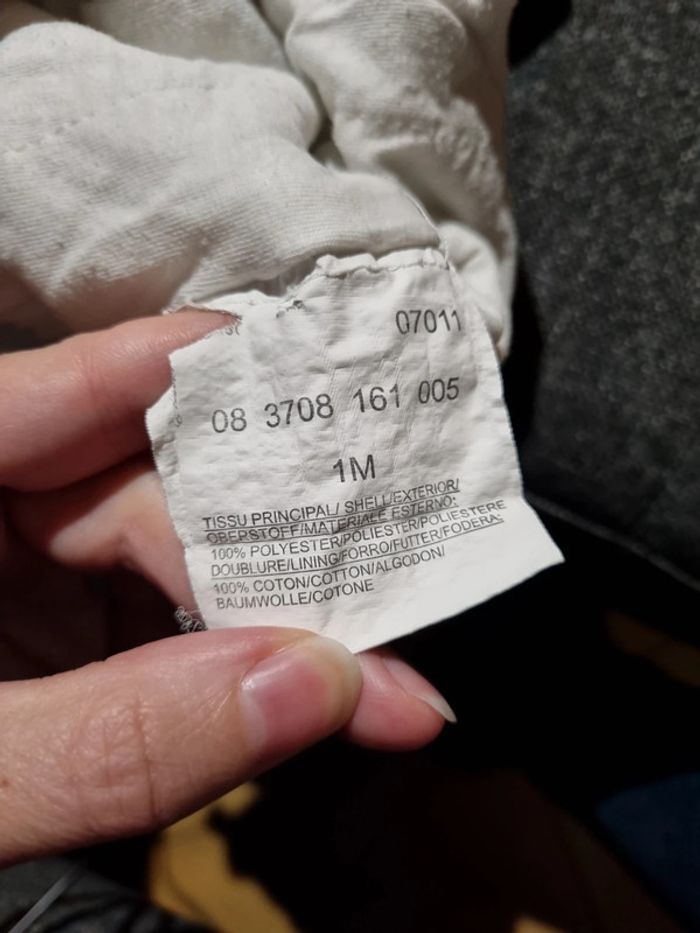 07011
08 3708 161 005
1M
TISSU PRINCIPAL/ SHELL/EXTERIOR/
OBERSTOFF/MATERIALE ESTERNO:
100% POLYESTER/POLIESTER/POLIESTERE
DOUBLURE/LINING/FORRO/FUTTER/FODERA:
100% COTON/COTTON/ALGODON/
BAUMWOLLE/COTONE